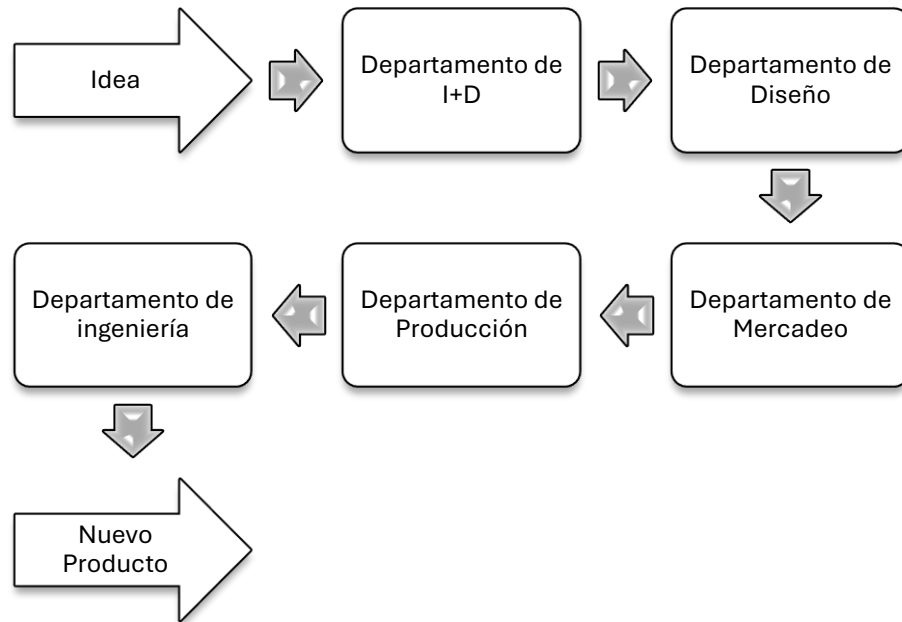 Idea
Departamento de
I+D
Departamento de
Diseño
Departamento de
Mercadeo
Departamento de
Producción
Departamento de
ingeniería
Nuevo
Producto